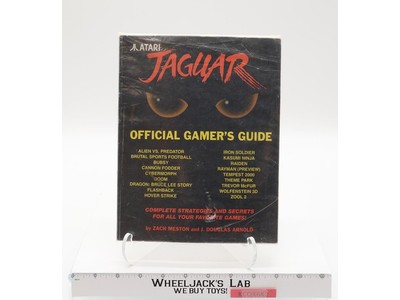 ATARI
JAGUAR
OFFICIAL GAMER'S GUIDE
ALIEN VS. PREDATOR
BRUTAL SPORTS FOOTBALL
BUBSY
CANNON FODDER
CYBERMORPH
DOOM
DRAGON: BRUCE LEE STORY
FLASHBACK
HOVER STRIKE
IRON SOLDIER
KASUMI NINJA
RAIDEN
RAYMAN (PREVIEW)
TEMPEST 2000
THEME PARK
TREVOR McFUR
WOLFENSTEIN 3D
ZOOL 2
COMPLETE STRATEGIES AND SECRETS
FOR ALL YOUR FAVORITE GAMES!
by ZACH MESTON and J. DOUGLAS ARNOLD
WHEELJACK'S LAB
WE BUY TOYS!